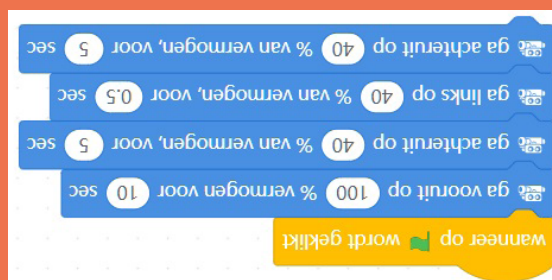 wanneer op wordt geklikt
ga vooruit op 100 % van vermogen voor 10 sec
ga achteruit op 40 % van vermogen, voor 5 sec
ga links op 40 % van vermogen, voor 0.5 sec
ga achteruit op 40 % van vermogen, voor 5 sec